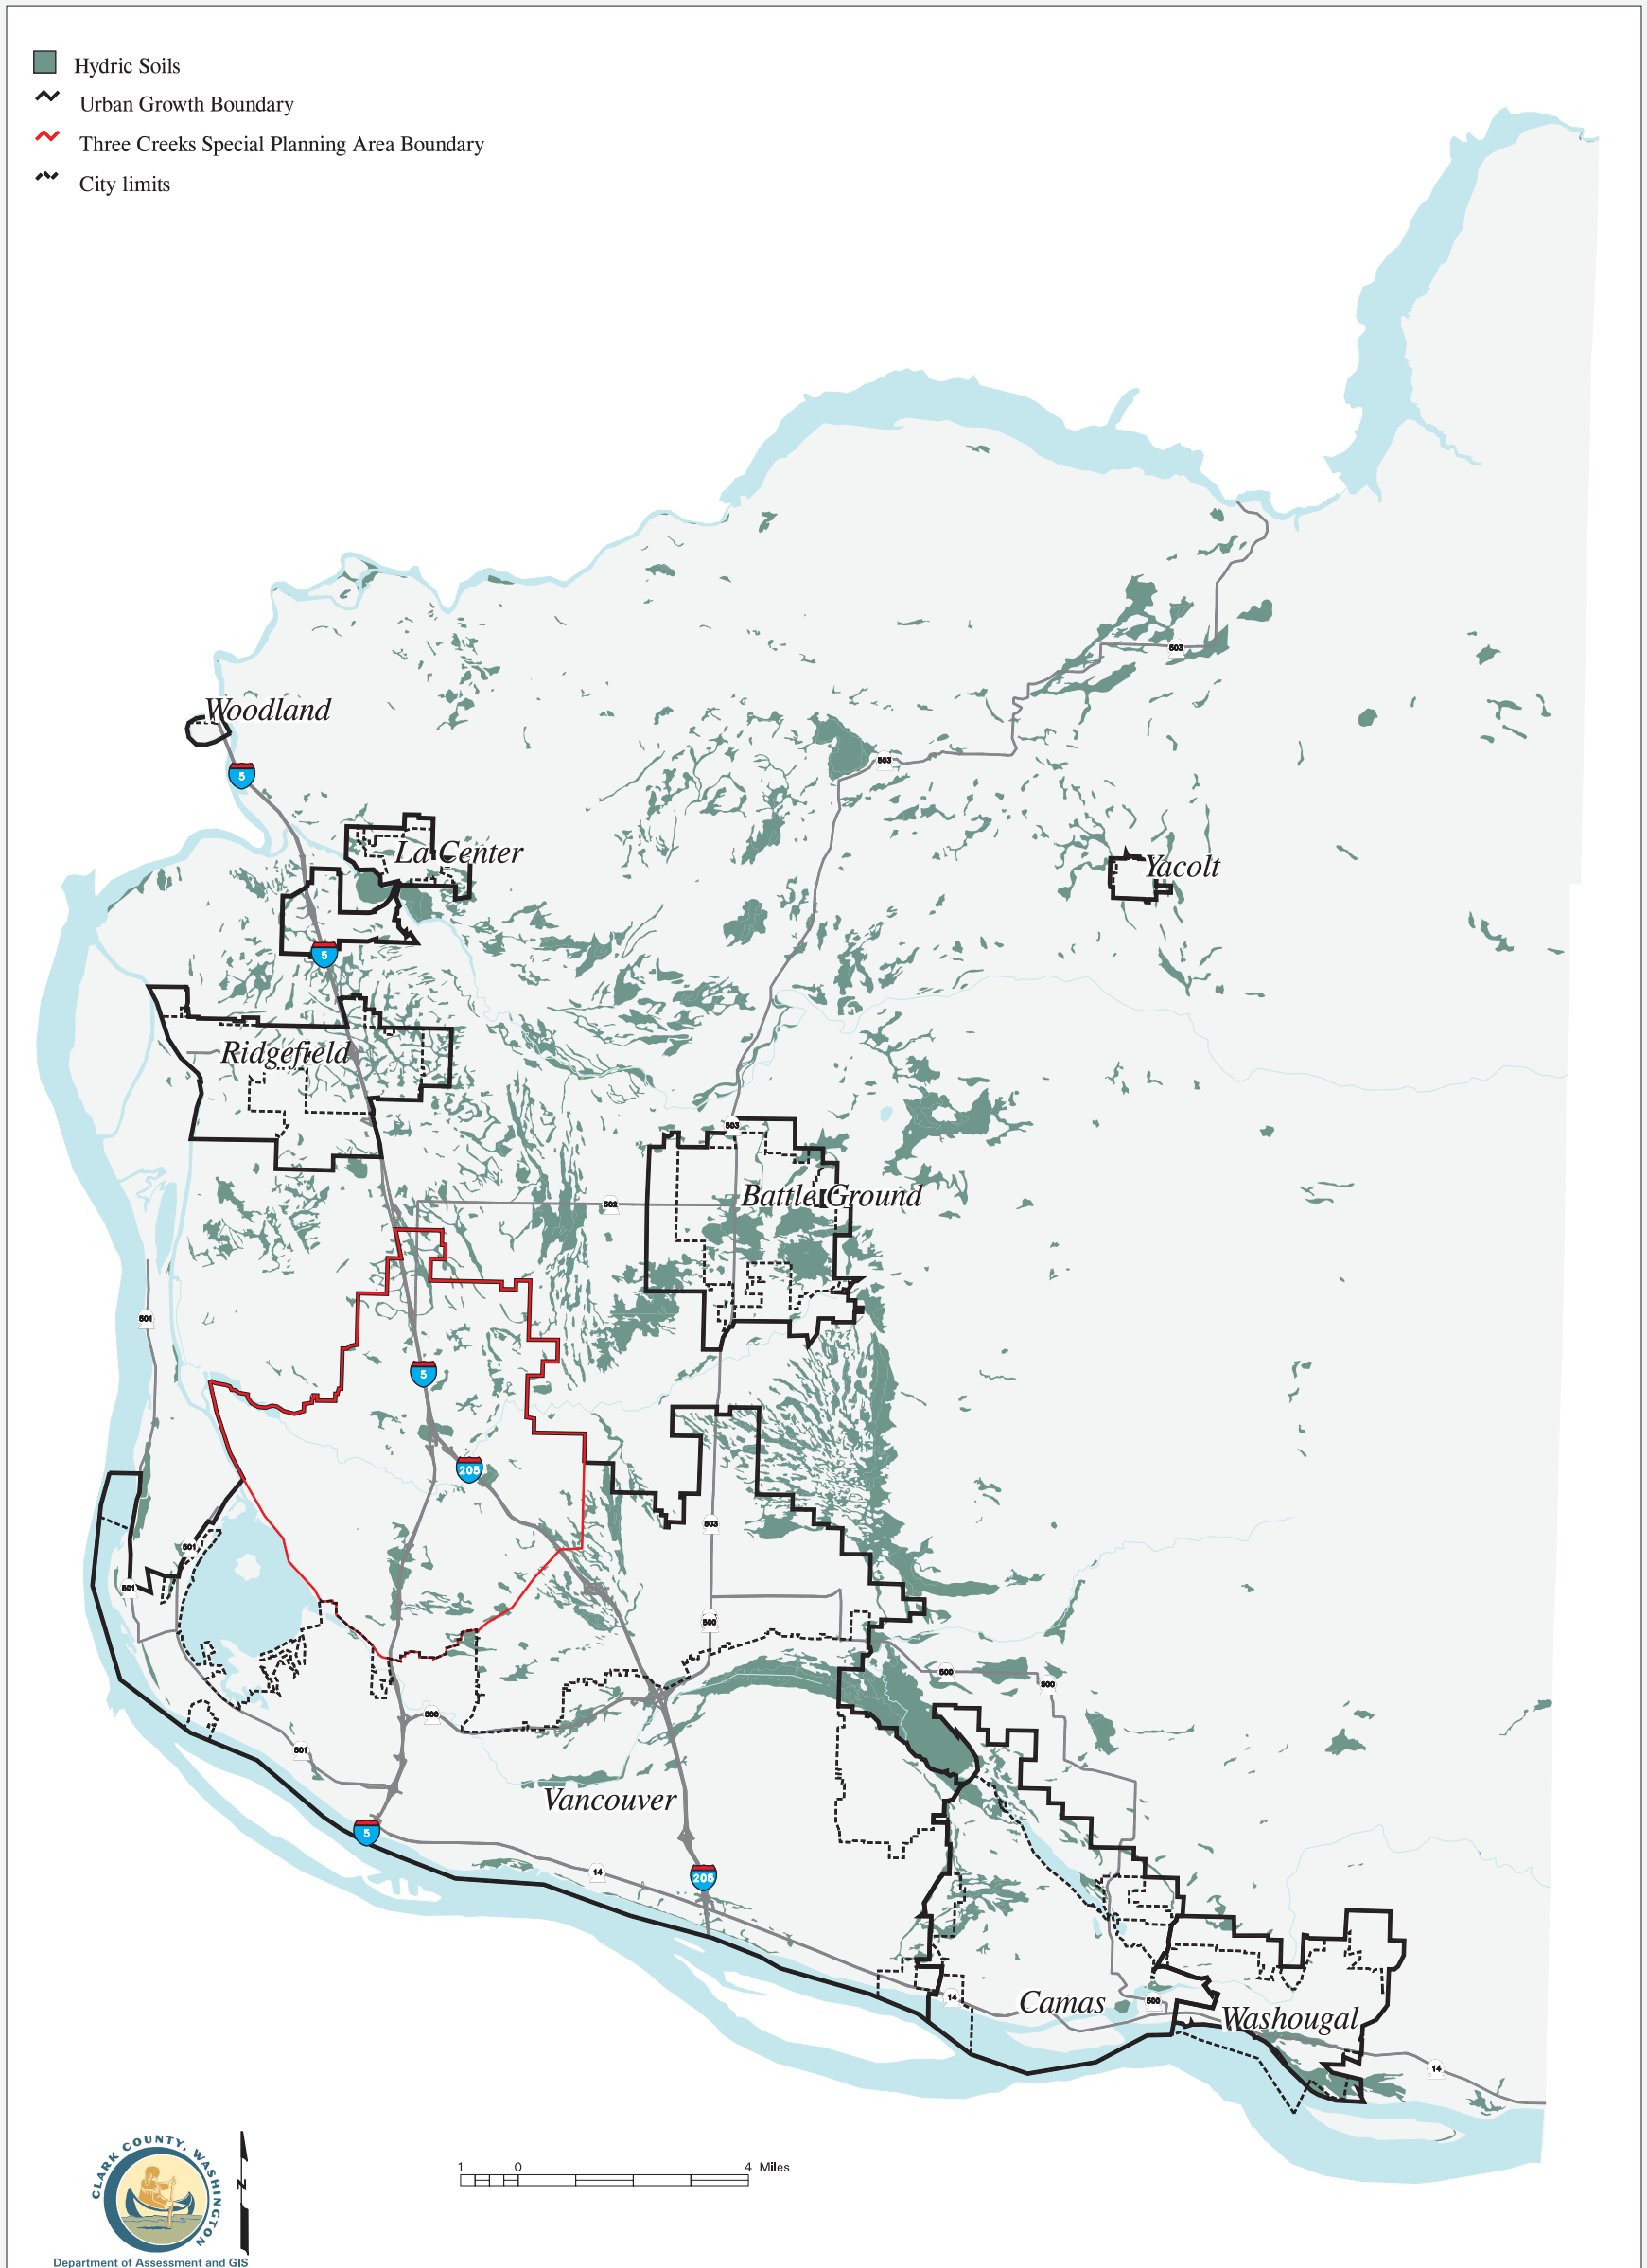 Hydric Soils
Urban Growth Boundary
Three Creeks Special Planning Area Boundary
City limits
503
Woodland
503
5
La Center
Yacolt
5
Ridgefield
503
Battle Ground
502
501
5
205
503
501
501
500
500
500
500
501
Vancouver
5
14
205
14
Camas
500
Washougal
14
CLARK COUNTY, WASHINGTON
N
1 0 4 Miles
Department of Assessment and GIS